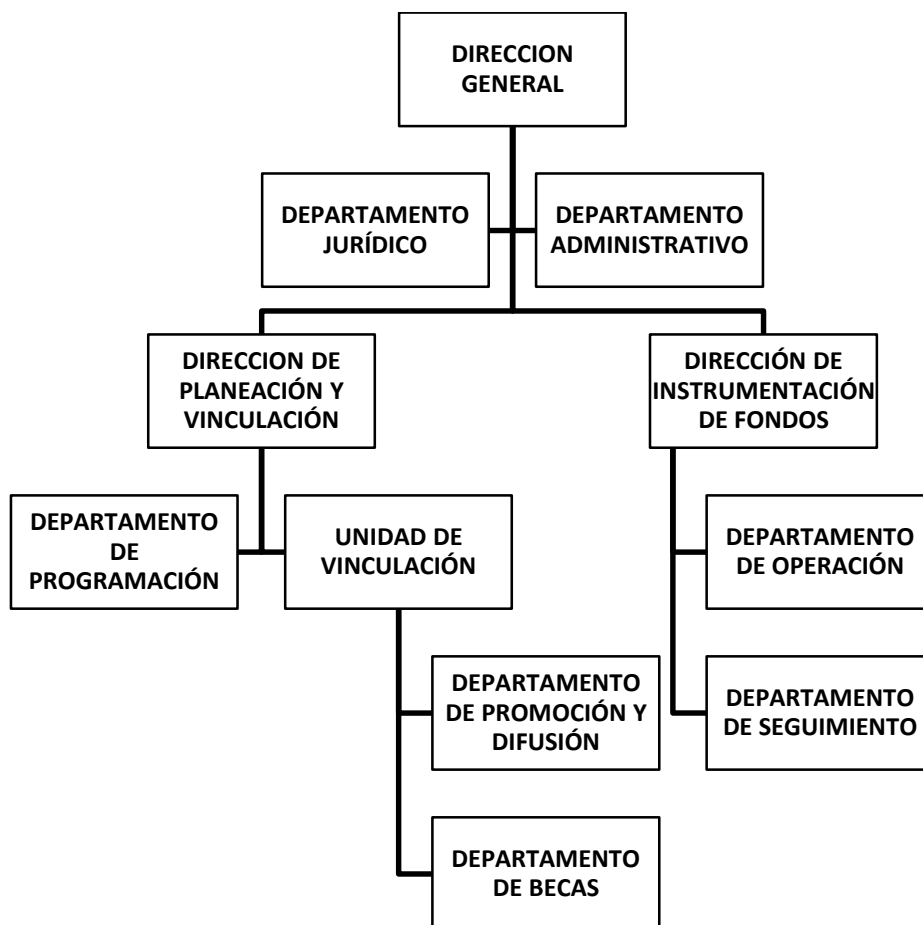 DIRECCION
GENERAL
DEPARTAMENTO
JURÍDICO
DEPARTAMENTO
ADMINISTRATIVO
DIRECCION DE
PLANEACIÓN Y
VINCULACIÓN
DIRECCIÓN DE
INSTRUMENTACIÓN
DE FONDOS
DEPARTAMENTO
DE
PROGRAMACIÓN
UNIDAD DE
VINCULACIÓN
DEPARTAMENTO
DE OPERACIÓN
DEPARTAMENTO
DE PROMOCIÓN Y
DIFUSIÓN
DEPARTAMENTO
DE SEGUIMIENTO
DEPARTAMENTO
DE BECAS